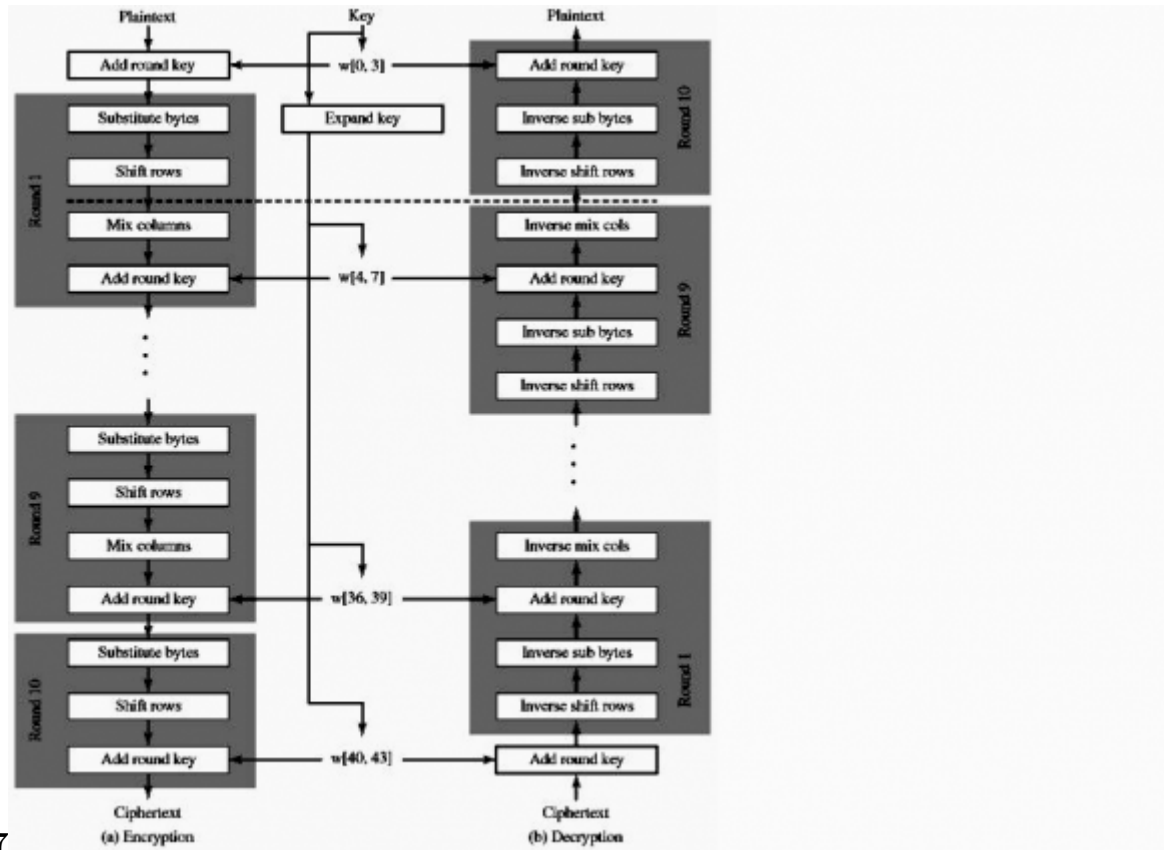 Plaintext
Add round key
Round 1
Substitute bytes
Shift rows
Mix columns
Add round key
Round 9
Substitute bytes
Shift rows
Mix columns
Add round key
Round 10
Substitute bytes
Shift rows
Add round key
Ciphertext
(a) Encryption
Key
w[0, 3]
Expand key
w[4, 7]
w[36, 39]
w[40, 43]
Plaintext
Add round key
Inverse sub bytes
Inverse shift rows
Round 10
Inverse mix cols
Add round key
Inverse sub bytes
Inverse shift rows
Round 9
Inverse mix cols
Add round key
Inverse sub bytes
Inverse shift rows
Round 1
Add round key
Ciphertext
(b) Decryption
7